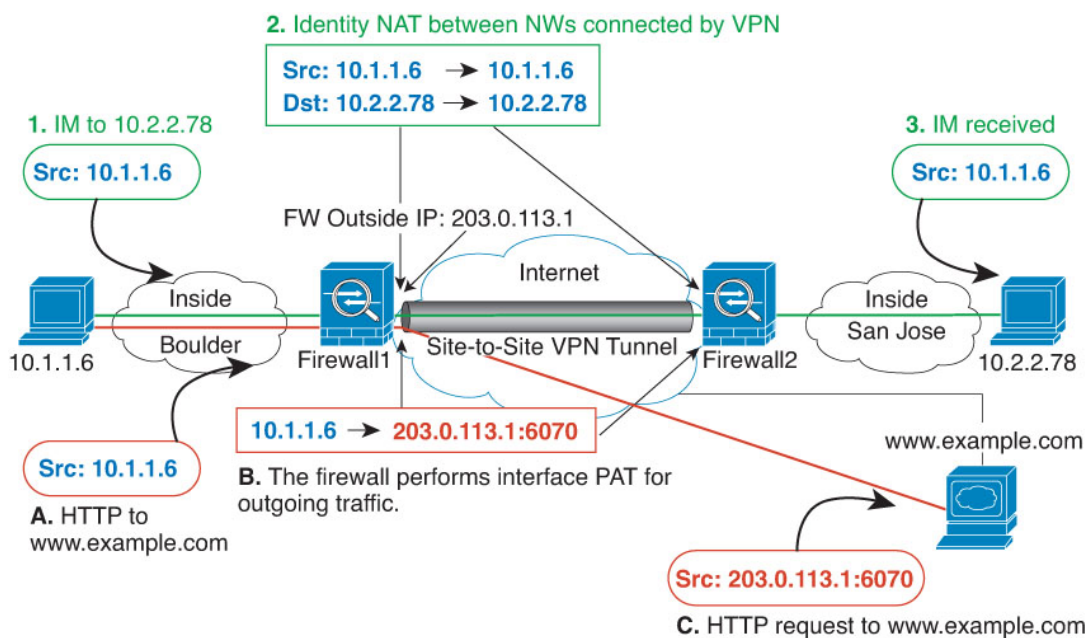 2. Identity NAT between NWs connected by VPN
Src: 10.1.1.6 → 10.1.1.6
Dst: 10.2.2.78 → 10.2.2.78
1. IM to 10.2.2.78
Src: 10.1.1.6
3. IM received
Src: 10.1.1.6
FW Outside IP: 203.0.113.1
Internet
Inside
Boulder
Inside
San Jose
10.1.1.6
Firewall1
Site-to-Site VPN Tunnel
Firewall2
10.2.2.78
10.1.1.6 → 203.0.113.1:6070
B. The firewall performs interface PAT for
outgoing traffic.
Src: 10.1.1.6
A. HTTP to
www.example.com
www.example.com
Src: 203.0.113.1:6070
C. HTTP request to www.example.com